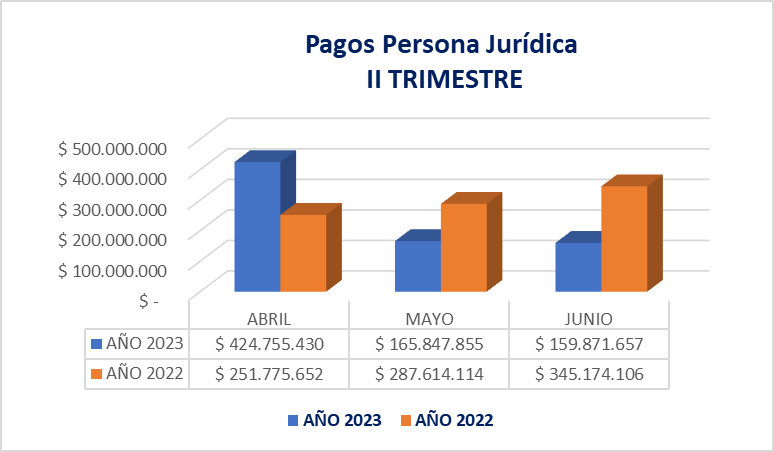 Pagos Persona Jurídica
II TRIMESTRE
$ 500.000.000
$ 400.000.000
$ 300.000.000
$ 200.000.000
$ 100.000.000
$ -
ABRIL MAYO JUNIO
AÑO 2023 $ 424.755.430 $ 165.847.855 $ 159.871.657
AÑO 2022 $ 251.775.652 $ 287.614.114 $ 345.174.106
AÑO 2023 AÑO 2022